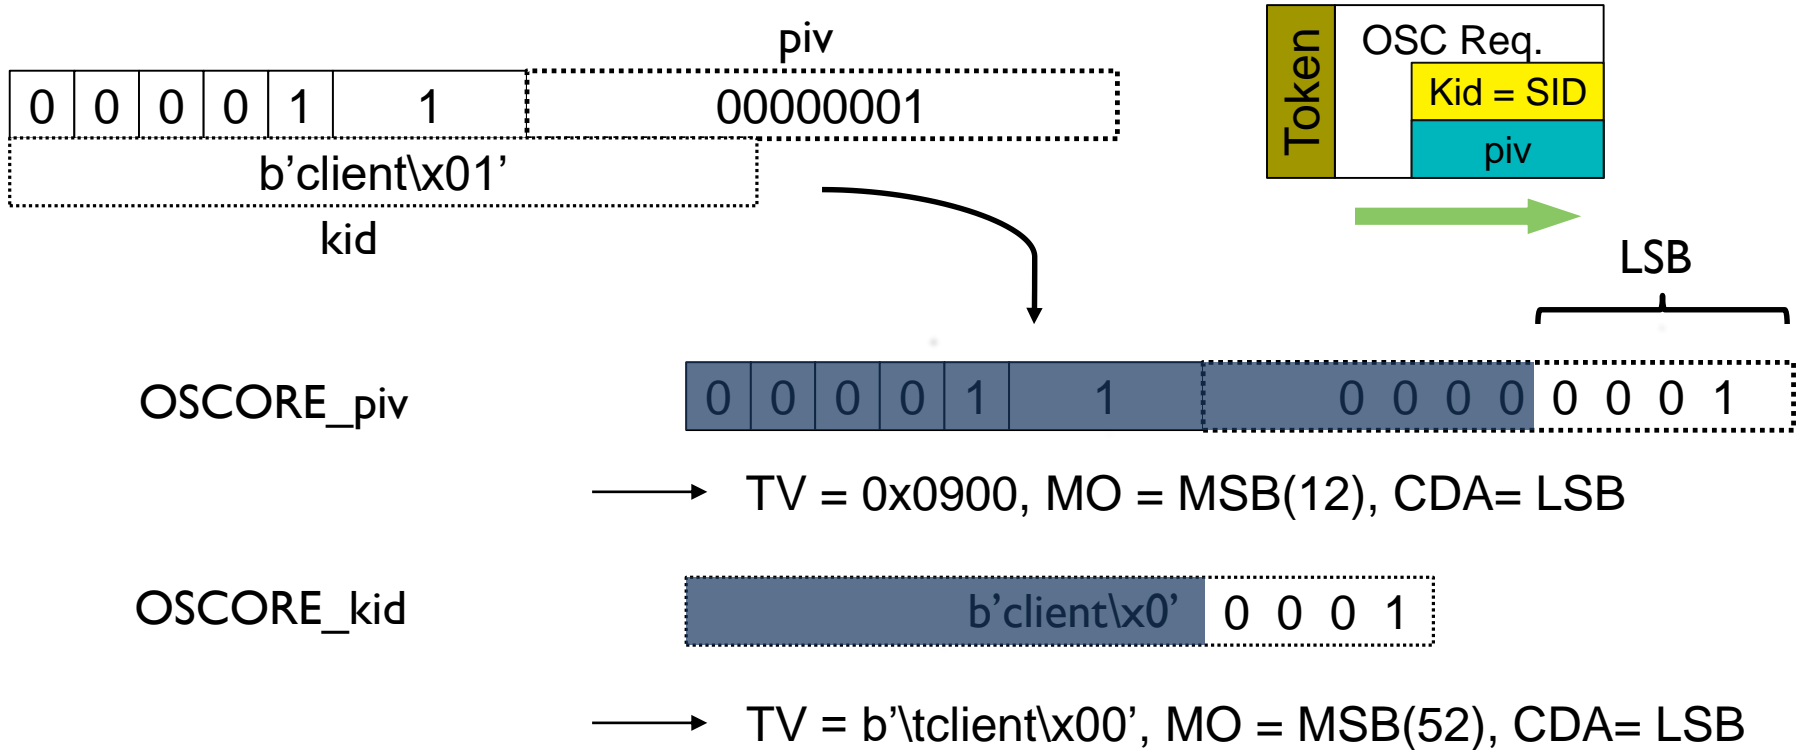 piv
0 0 0 0 1 1 00000001
b’client\x01’
kid
Token
OSC Req.
Kid = SID
piv
LSB
OSCORE_piv
0 0 0 0 1 1 0 0 0 0 0 0 0 1
TV = 0x0900, MO = MSB(12), CDA= LSB
OSCORE_kid
b’client\x0’ 0 0 0 1
TV = b’\tclient\x00’, MO = MSB(52), CDA= LSB